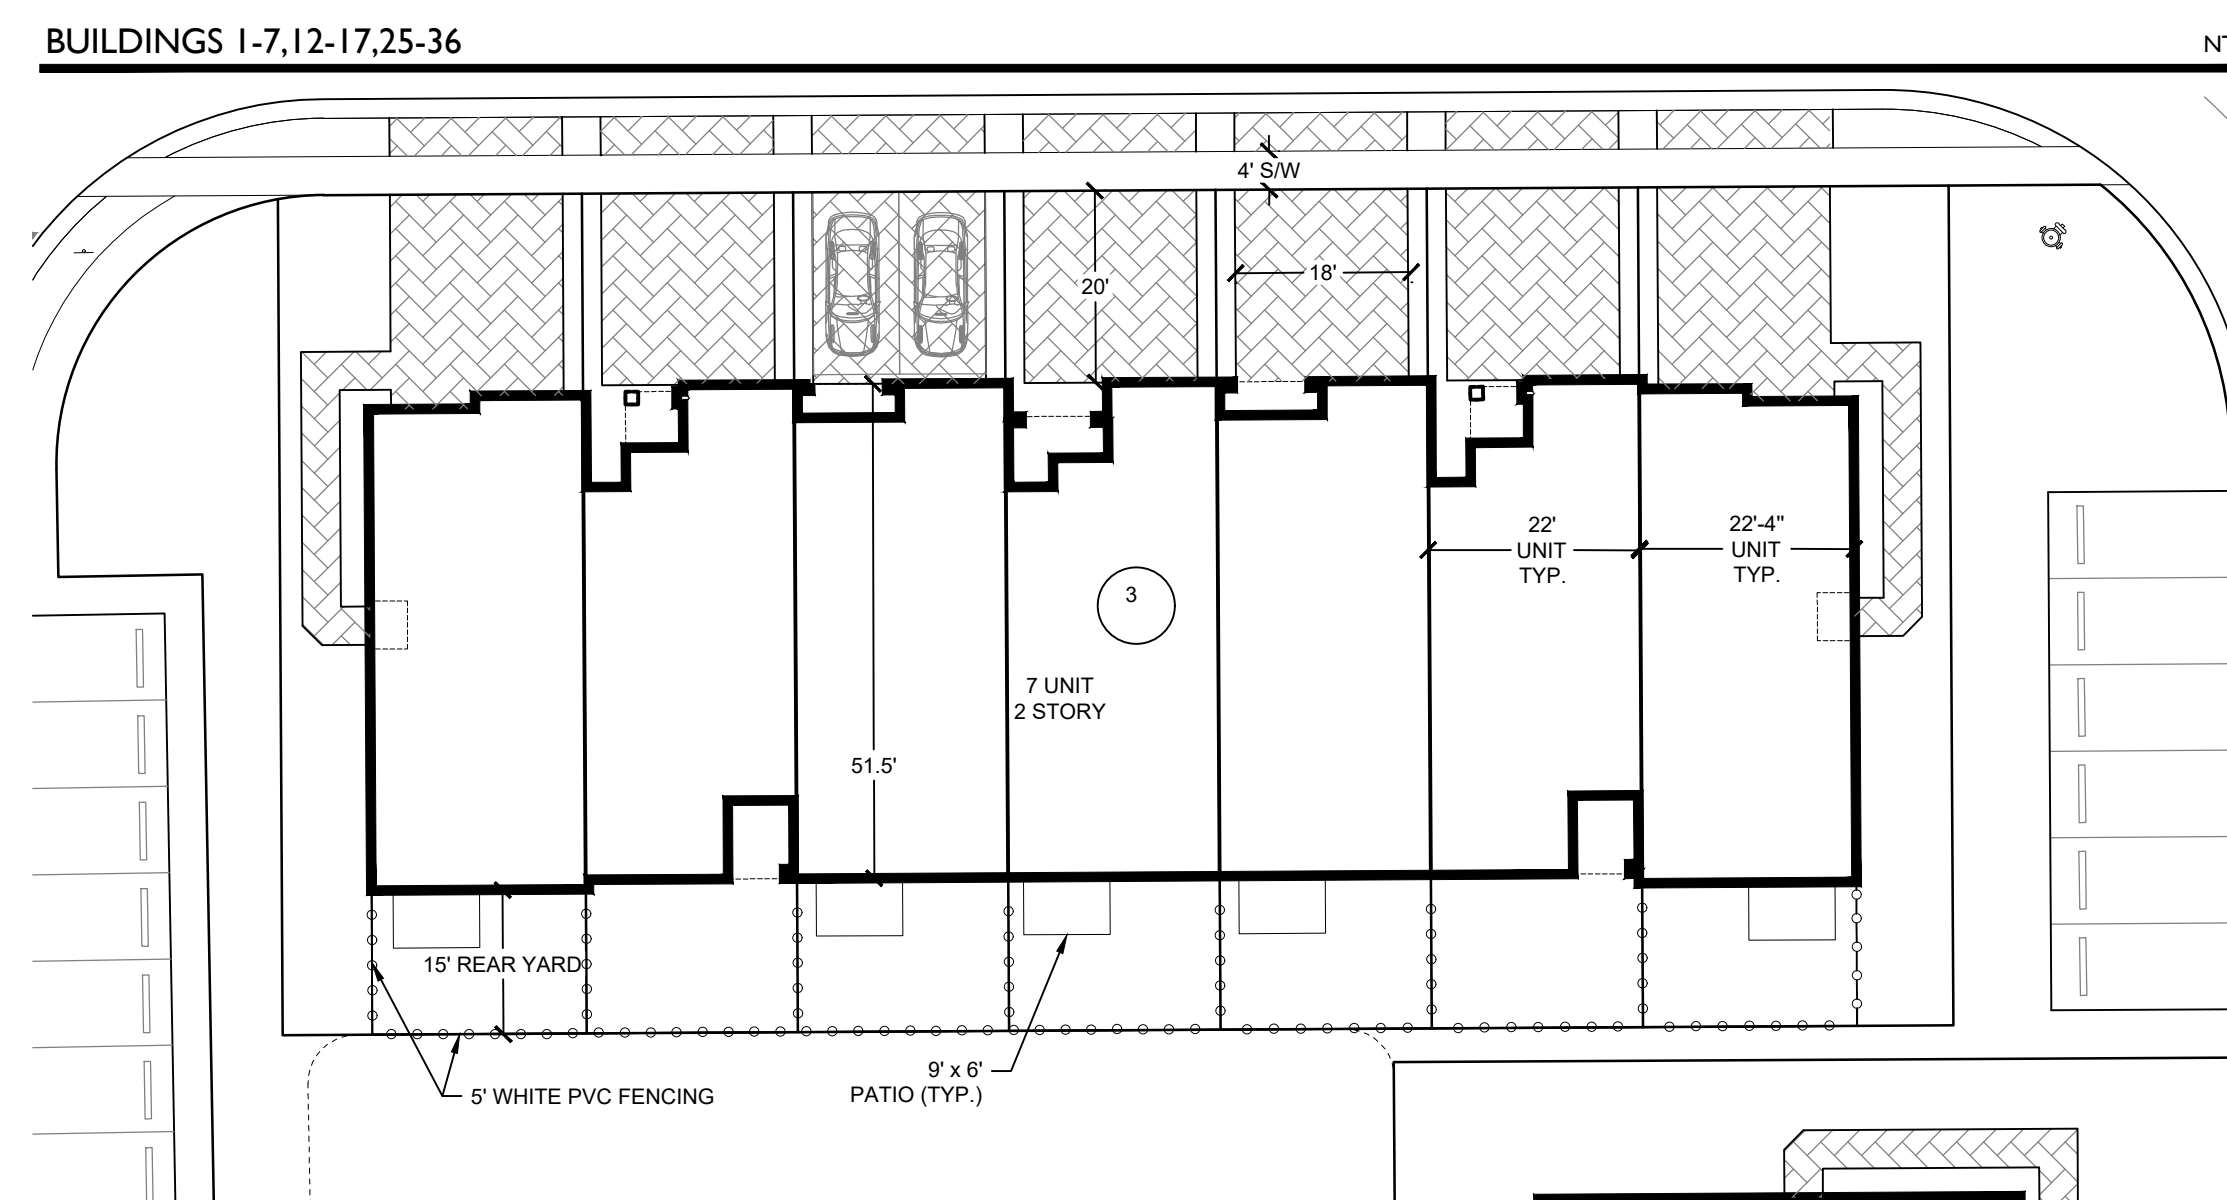 BUILDINGS 1-7,12-17,25-36
4' S/W
20'
18'
22'
UNIT
TYP.
22'-4"
UNIT
TYP.
3
7 UNIT
2 STORY
51.5'
15' REAR YARD
9' x 6'
PATIO (TYP.)
5' WHITE PVC FENCING